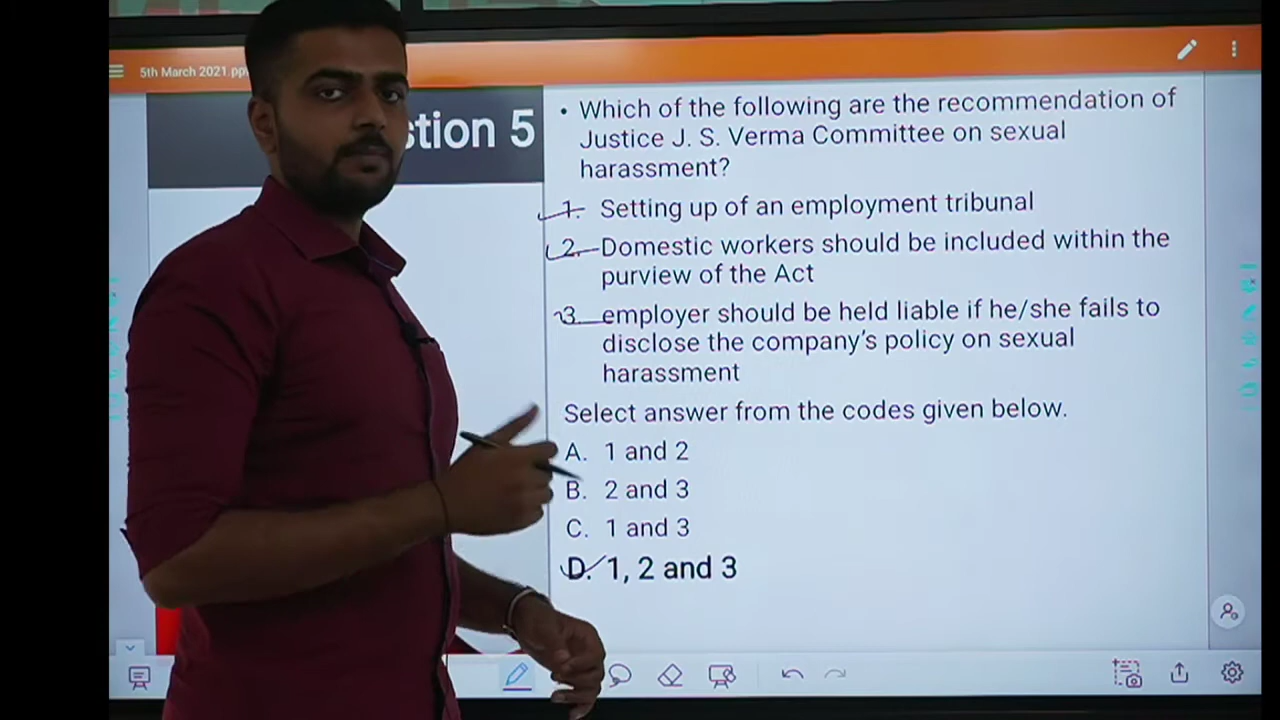 5th March 2021.pp
stion 5
• Which of the following are the recommendation of
Justice J. S. Verma Committee on sexual
harassment?
1. Setting up of an employment tribunal
2. Domestic workers should be included within the
purview of the Act
3. employer should be held liable if he/she fails to
disclose the company's policy on sexual
harassment
Select answer from the codes given below.
A. 1 and 2
B. 2 and 3
C. 1 and 3
D. 1, 2 and 3